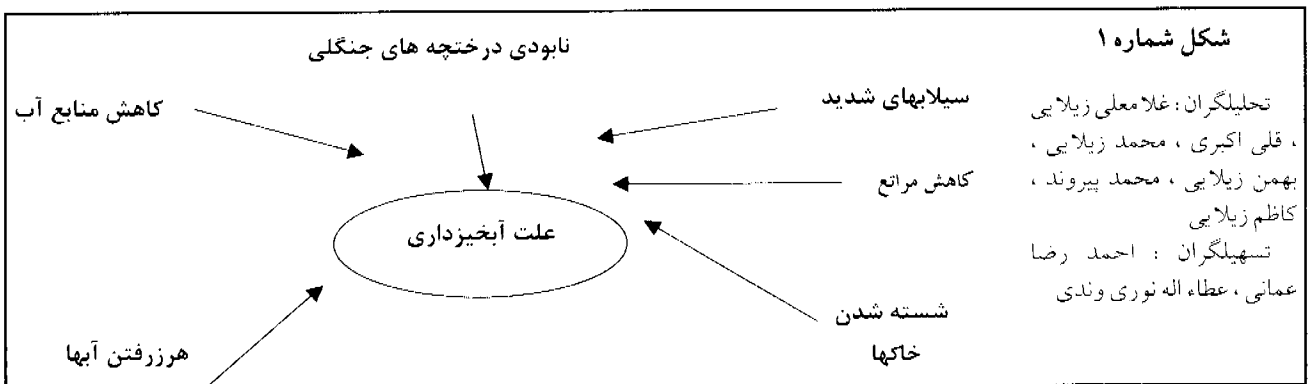 شکل شماره ۱
تحلیلگران : غلامعلی زیلایی
، قلی اکبری ، محمد زیلایی ،
بهمن زیلایی ، محمد پیروند ،
کاظم زیلایی
تسهیلگران : احمد رضا
عمانی ، عطاء اله نوری وندی
نابودی درختچه های جنگلی
سیلابهای شدید
کاهش منابع آب
کاهش مراتع
علت آبخیزداری
شسته شدن
خاکها
هرزرفتن آبها